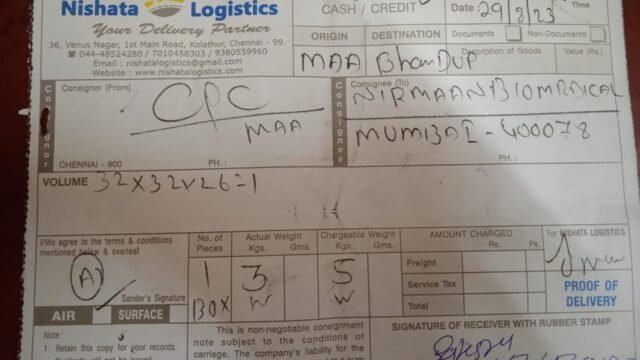 Nishata Logistics
Your Delivery Partner
36, Venus Nagar, 1st Main Road, Kolathur, Chennai - 99.
044-48524280 / 7010458303 / 9380559960
Email : nishatalogistics@gmail.com
Website : www.nishatalogistics.com
CASH / CREDIT
Date : 29/8/23 Time
ORIGIN DESTINATION Documents Non-Documents
MAA BhanDUP Description of Goods Value (Rs.)
Consignor
Consignor (From)
CPC
MAA
CHENNAI - 600 PH. :
Consignee
Consignee (To)
NIRMAAN BIOMEDICAL
MUMBAI - 400078
PH. :
VOLUME 32x32x26=1
I/We agree to the terms & conditions
mentioned below & overleaf
A
Sender's Signature
AIR SURFACE
No. of Pieces
1
BOX
Actual Weight
Kgs. Gms.
3
W
Chargeable Weight
Kgs. Gms.
5
W
AMOUNT CHARGED
Rs. Ps.
Freight
Service Tax
Total
For NISHATA LOGISTICS
PROOF OF
DELIVERY
Note :
1. Retain this copy for your records.
This is non-negotiable consignment
note subject to the conditions of
carriage. The company's liability for the
SIGNATURE OF RECEIVER WITH RUBBER STAMP